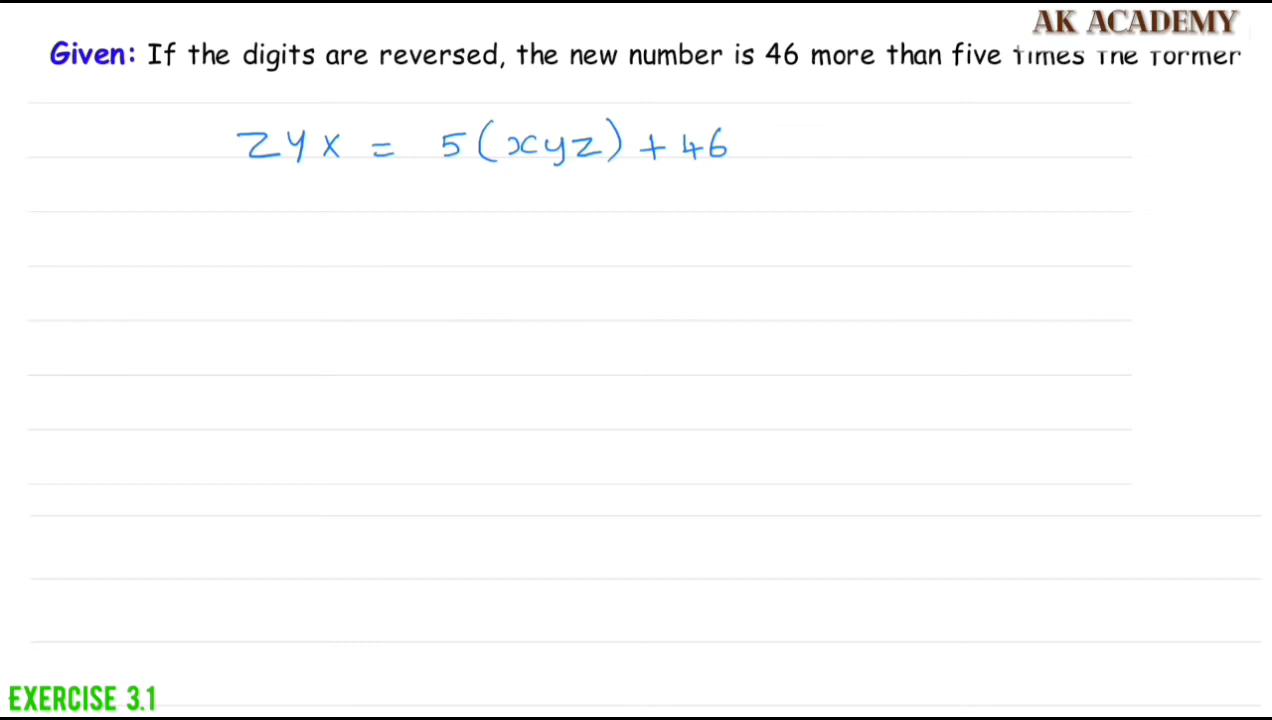 AK ACADEMY
Given: If the digits are reversed, the new number is 46 more than five times the former
zyx = 5(xyz) + 46
EXERCISE 3.1